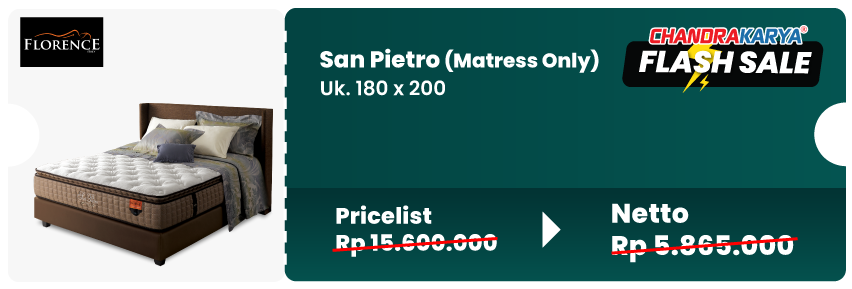 FLORENCE
San Pietro (Matress Only)
Uk. 180 x 200
CHANDRAKARYA®
FLASH SALE
Pricelist
Rp 15.600.000
Netto
Rp 5.865.000